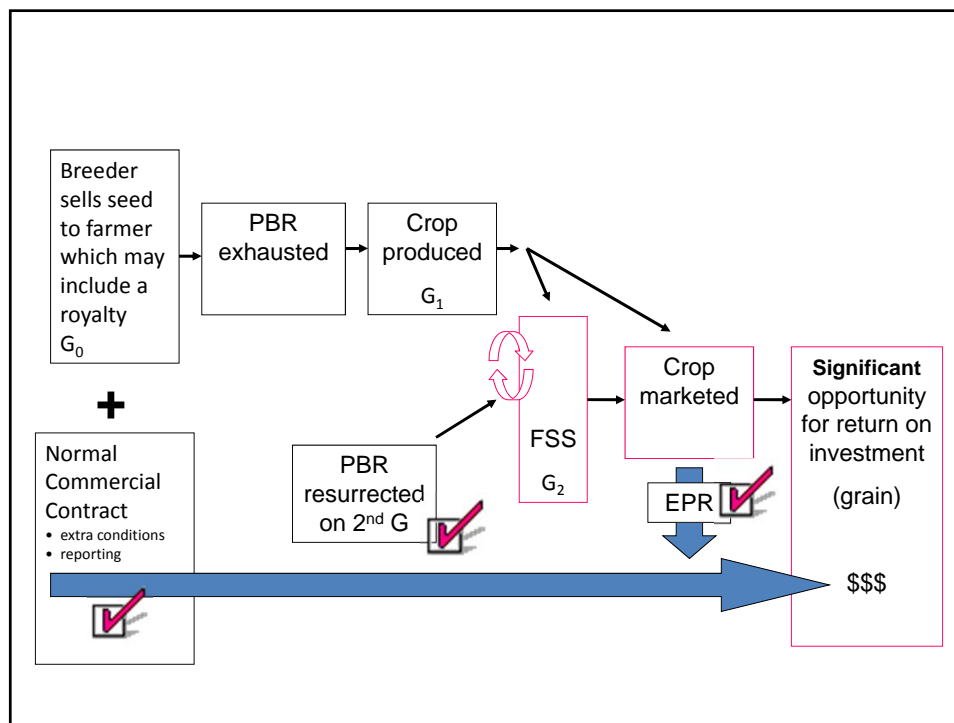 Breeder
sells seed
to farmer
which may
include a
royalty
G₀
PBR
exhausted
Crop
produced
G₁
+
Normal
Commercial
Contract
• extra conditions
• reporting
PBR
resurrected
on 2ⁿᵈ G
FSS
G₂
Crop
marketed
EPR
Significant
opportunity
for return on
investment
(grain)
$$$